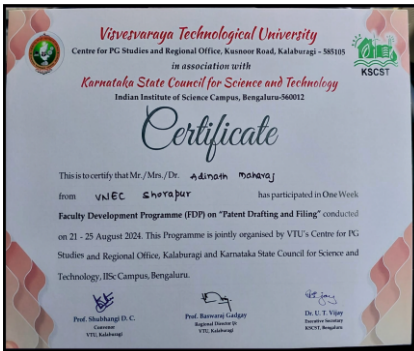 Visvesvaraya Technological University
Centre for PG Studies and Regional Office, Kusnoor Road, Kalaburagi - 585105
in association with
Karnataka State Council for Science and Technology
Indian Institute of Science Campus, Bengaluru-560012
KSCST
Certificate
This is to certify that Mr./Mrs./Dr. Adinath maharaj
from VNEC Shorapur has participated in One Week
Faculty Development Programme (FDP) on "Patent Drafting and Filing" conducted
on 21 - 25 August 2024. This Programme is jointly organised by VTU's Centre for PG
Studies and Regional Office, Kalaburagi and Karnataka State Council for Science and
Technology, IISc Campus, Bengaluru.
Prof. Shubhangi D. C.
Convener
VTU, Kalaburagi
Prof. Baswaraj Gadgay
Regional Director I/c
VTU, Kalaburagi
Dr. U. T. Vijay
Executive Secretary
KSCST, Bengaluru